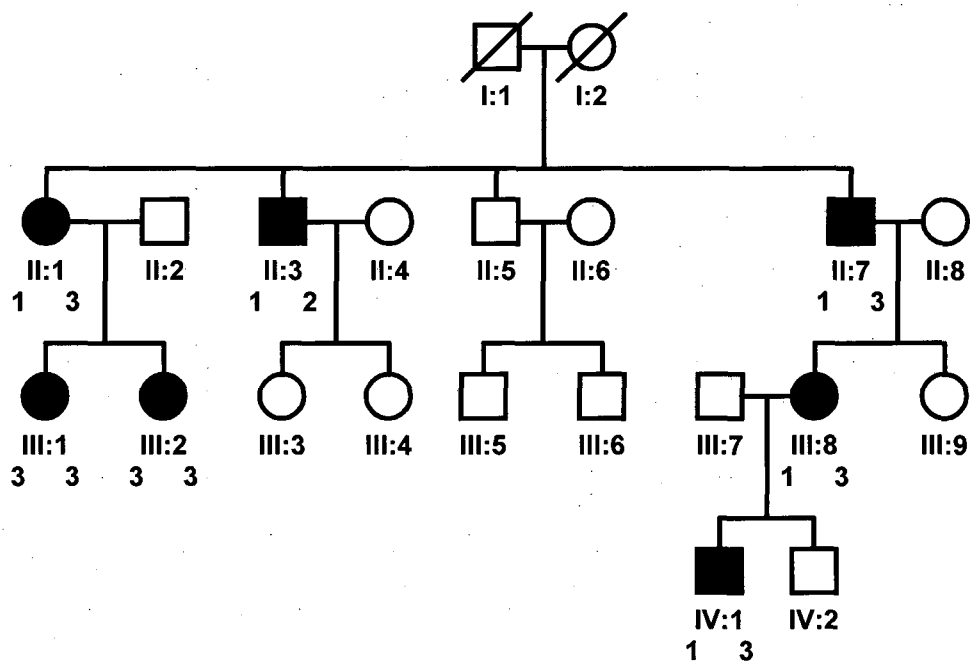 I:1 I:2
II:1 II:2 II:3 II:4 II:5 II:6 II:7 II:8
1 3 1 2 1 3
III:1 III:2 III:3 III:4 III:5 III:6 III:7 III:8 III:9
3 3 3 3 1 3
IV:1 IV:2
1 3